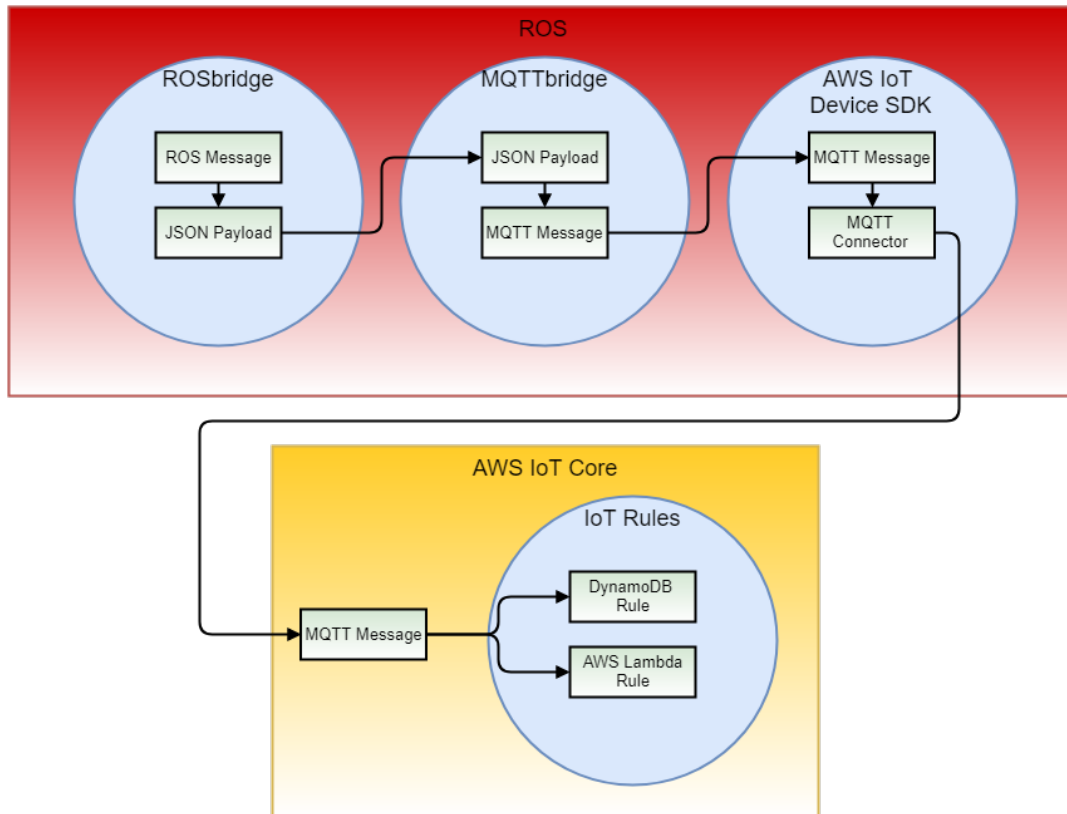 ROS
ROSbridge
ROS Message
JSON Payload
MQTTbridge
JSON Payload
MQTT Message
AWS IoT
Device SDK
MQTT Message
MQTT
Connector
AWS IoT Core
MQTT Message
IoT Rules
DynamoDB
Rule
AWS Lambda
Rule